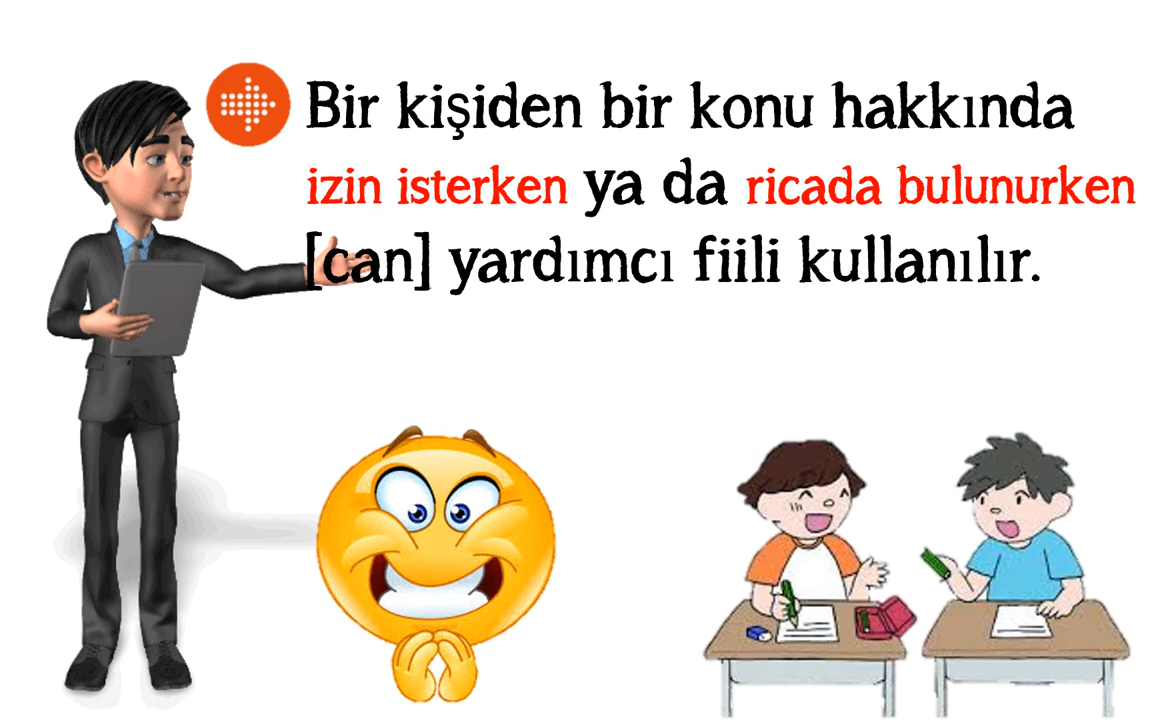 Bir kişiden bir konu hakkında
izin isterken ya da ricada bulunurken
[can] yardımcı fiili kullanılır.